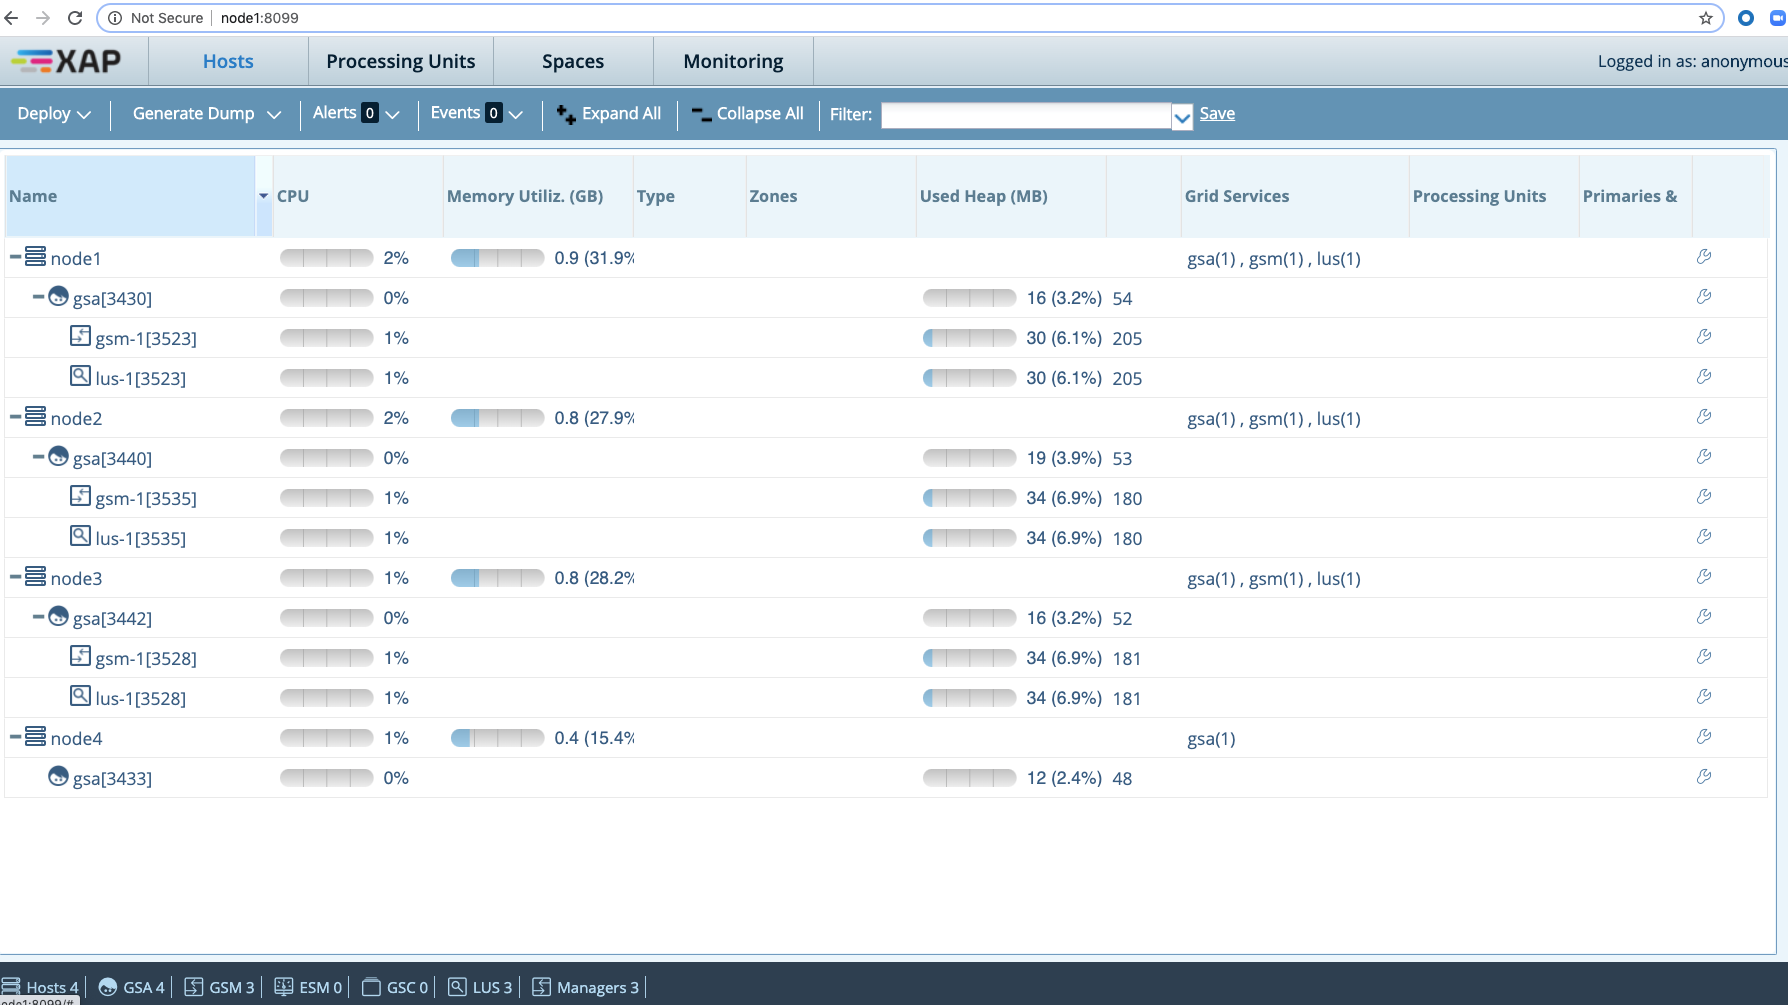 Not Secure | node1:8099
XAP Hosts Processing Units Spaces Monitoring Logged in as: anonymous
Deploy Generate Dump Alerts 0 Events 0 Expand All Collapse All Filter: Save
Name CPU Memory Utiliz. (GB) Type Zones Used Heap (MB) Grid Services Processing Units Primaries &
node1 2% 0.9 (31.9% gsa(1) , gsm(1) , lus(1)
gsa[3430] 0% 16 (3.2%) 54
gsm-1[3523] 1% 30 (6.1%) 205
lus-1[3523] 1% 30 (6.1%) 205
node2 2% 0.8 (27.9% gsa(1) , gsm(1) , lus(1)
gsa[3440] 0% 19 (3.9%) 53
gsm-1[3535] 1% 34 (6.9%) 180
lus-1[3535] 1% 34 (6.9%) 180
node3 1% 0.8 (28.2% gsa(1) , gsm(1) , lus(1)
gsa[3442] 0% 16 (3.2%) 52
gsm-1[3528] 1% 34 (6.9%) 181
lus-1[3528] 1% 34 (6.9%) 181
node4 1% 0.4 (15.4% gsa(1)
gsa[3433] 0% 12 (2.4%) 48
Hosts 4 GSA 4 GSM 3 ESM 0 GSC 0 LUS 3 Managers 3